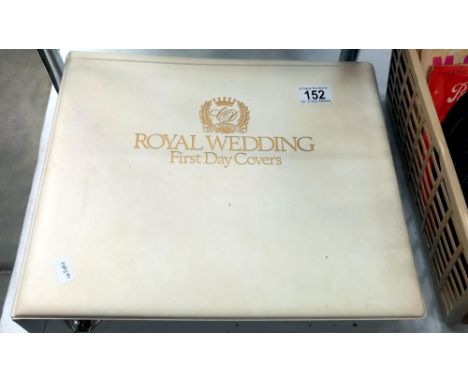 152
ROYAL WEDDING
First Day Covers